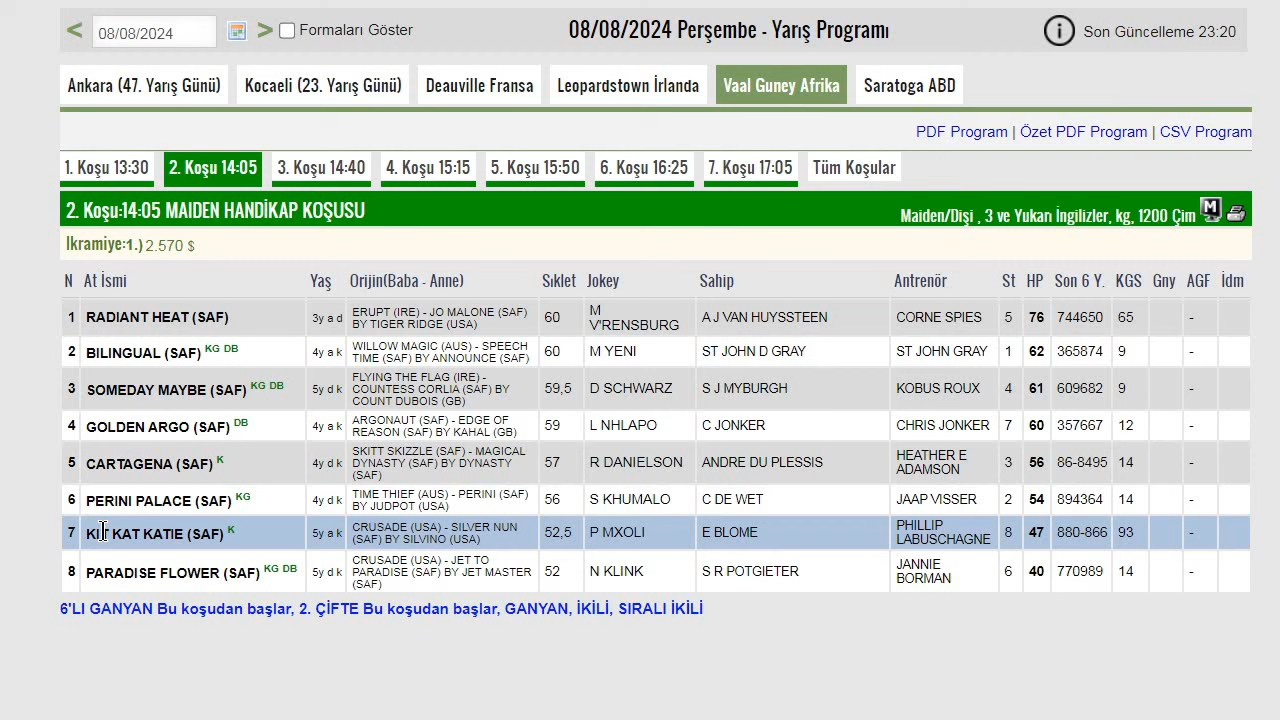 < 08/08/2024 > Formaları Göster 08/08/2024 Perşembe - Yarış Programı Son Güncelleme 23:20
Ankara (47. Yarış Günü) Kocaeli (23. Yarış Günü) Deauville Fransa Leopardstown İrlanda Vaal Guney Afrika Saratoga ABD
PDF Program | Özet PDF Program | CSV Program
1. Koşu 13:30 2. Koşu 14:05 3. Koşu 14:40 4. Koşu 15:15 5. Koşu 15:50 6. Koşu 16:25 7. Koşu 17:05 Tüm Koşular
2. Koşu:14:05 MAIDEN HANDİKAP KOŞUSU Maiden/Dişi , 3 ve Yukarı İngilizler, kg, 1200 Çim M
Ikramiye:1.) 2.570 $
N At İsmi Yaş Orijin(Baba - Anne) Sıklet Jokey Sahip Antrenör St HP Son 6 Y. KGS Gny AGF İdm
1 RADIANT HEAT (SAF) 3y a d ERUPT (IRE) - JO MALONE (SAF) BY TIGER RIDGE (USA) 60 M V'RENSBURG A J VAN HUYSSTEEN CORNE SPIES 5 76 744650 65 -
2 BILINGUAL (SAF) KG DB 4y a k WILLOW MAGIC (AUS) - SPEECH TIME (SAF) BY ANNOUNCE (SAF) 60 M YENI ST JOHN D GRAY ST JOHN GRAY 1 62 365874 9 -
3 SOMEDAY MAYBE (SAF) KG DB 5y d k FLYING THE FLAG (IRE) - COUNTESS CORLIA (SAF) BY COUNT DUBOIS (GB) 59,5 D SCHWARZ S J MYBURGH KOBUS ROUX 4 61 609682 9 -
4 GOLDEN ARGO (SAF) DB 4y a k ARGONAUT (SAF) - EDGE OF REASON (SAF) BY KAHAL (GB) 59 L NHLAPO C JONKER CHRIS JONKER 7 60 357667 12 -
5 CARTAGENA (SAF) K 4y d k SKITT SKIZZLE (SAF) - MAGICAL DYNASTY (SAF) BY DYNASTY (SAF) 57 R DANIELSON ANDRE DU PLESSIS HEATHER E ADAMSON 3 56 86-8495 14 -
6 PERINI PALACE (SAF) KG 4y d k TIME THIEF (AUS) - PERINI (SAF) BY JUDPOT (USA) 56 S KHUMALO C DE WET JAAP VISSER 2 54 894364 14 -
7 KIT KAT KATIE (SAF) K 5y a k CRUSADE (USA) - SILVER NUN (SAF) BY SILVINO (USA) 52,5 P MXOLI E BLOME PHILLIP LABUSCHAGNE 8 47 880-866 93 -
8 PARADISE FLOWER (SAF) KG DB 5y d k CRUSADE (USA) - JET TO PARADISE (SAF) BY JET MASTER (SAF) 52 N KLINK S R POTGIETER JANNIE BORMAN 6 40 770989 14 -
6'LI GANYAN Bu koşudan başlar, 2. ÇİFTE Bu koşudan başlar, GANYAN, İKİLİ, SIRALI İKİLİ